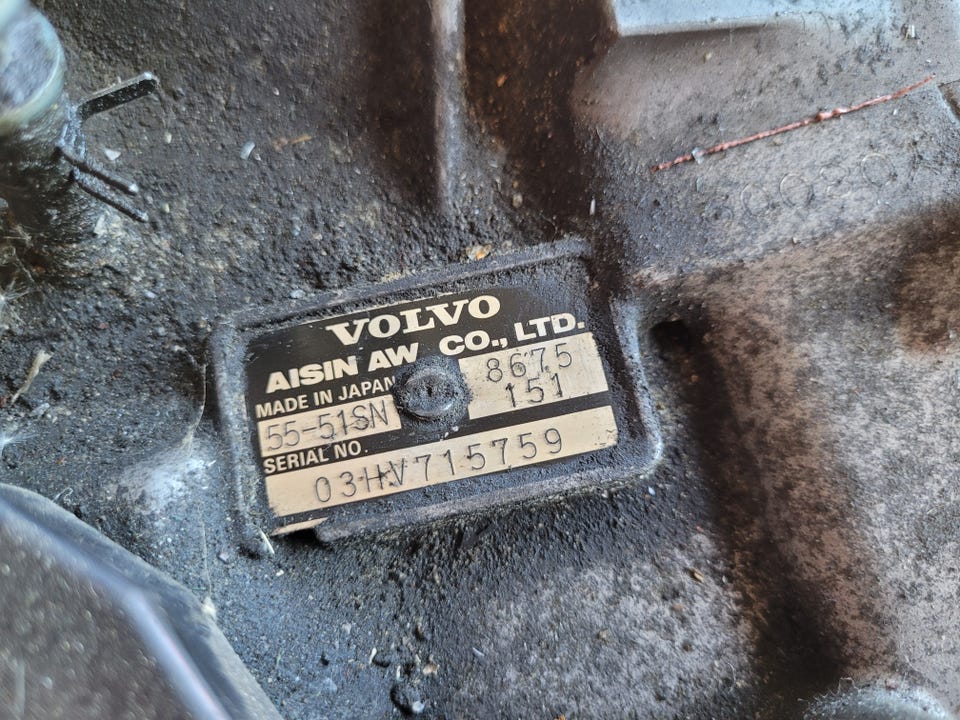 VOLVO
AISIN AW CO., LTD.
MADE IN JAPAN
8675
151
55-51SN
SERIAL NO.
03HV715759